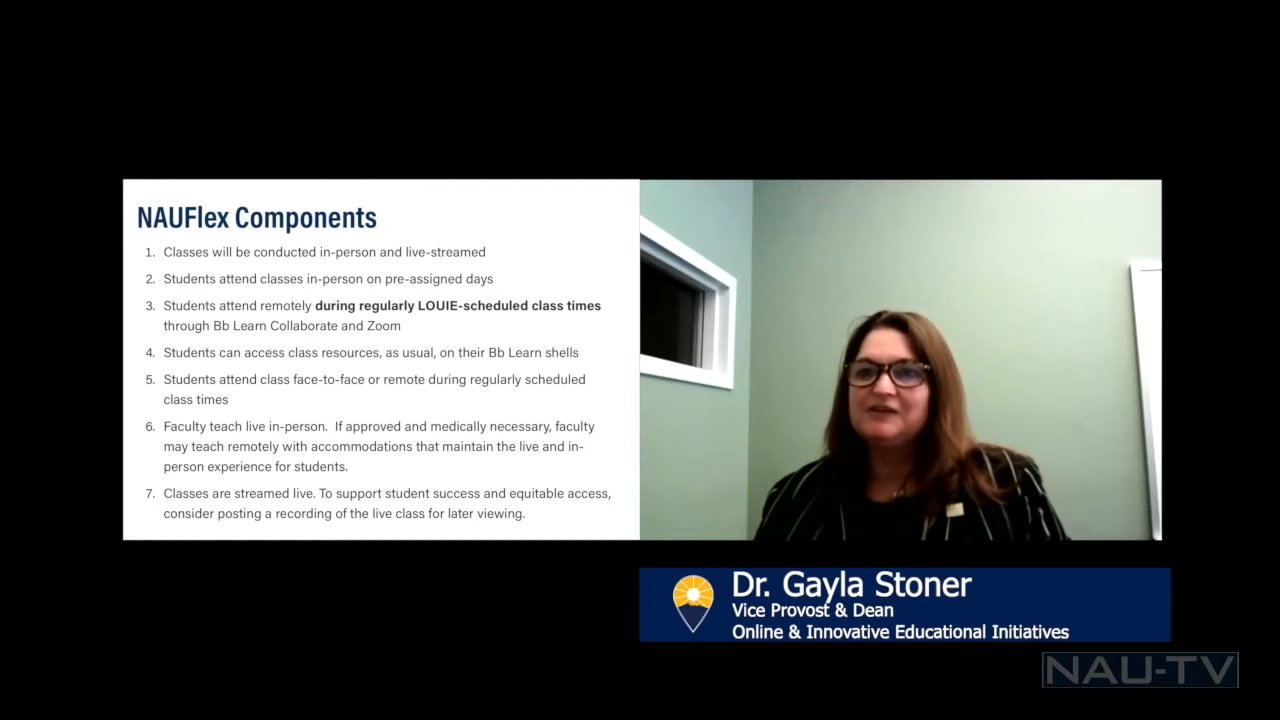 NAUFlex Components
1. Classes will be conducted in-person and live-streamed
2. Students attend classes in-person on pre-assigned days
3. Students attend remotely during regularly LOUIE-scheduled class times
through Bb Learn Collaborate and Zoom
4. Students can access class resources, as usual, on their Bb Learn shells
5. Students attend class face-to-face or remote during regularly scheduled
class times
6. Faculty teach live in-person. If approved and medically necessary, faculty
may teach remotely with accommodations that maintain the live and in-
person experience for students.
7. Classes are streamed live. To support student success and equitable access,
consider posting a recording of the live class for later viewing.
Dr. Gayla Stoner
Vice Provost & Dean
Online & Innovative Educational Initiatives
NAU-TV